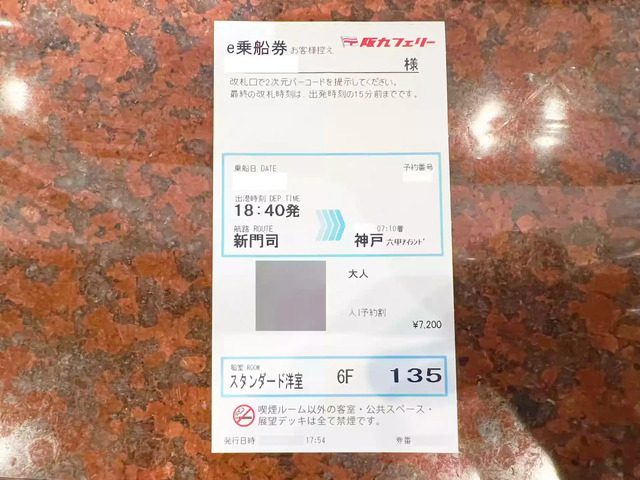 e乗船券 お客様控え 阪九フェリー
様
改札口で2次元バーコードを提示してください。
最終の改札時刻は、出発時刻の15分前までです。
乗船日 DATE 予約番号
出港時刻 DEP TIME
18:40発 07:10着
航路 ROUTE
新門司 神戸 六甲アイランド
大人
人I予約割
¥7,200
船室 ROOM
スタンダード洋室 6F 135
喫煙ルーム以外の客室・公共スペース・
展望デッキは全て禁煙です。
発行日時 17:54 券番